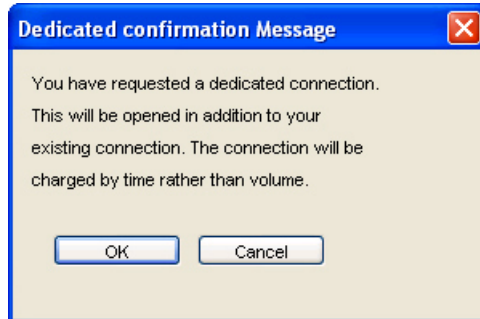 Dedicated confirmation Message
You have requested a dedicated connection.
This will be opened in addition to your
existing connection. The connection will be
charged by time rather than volume.
OK Cancel